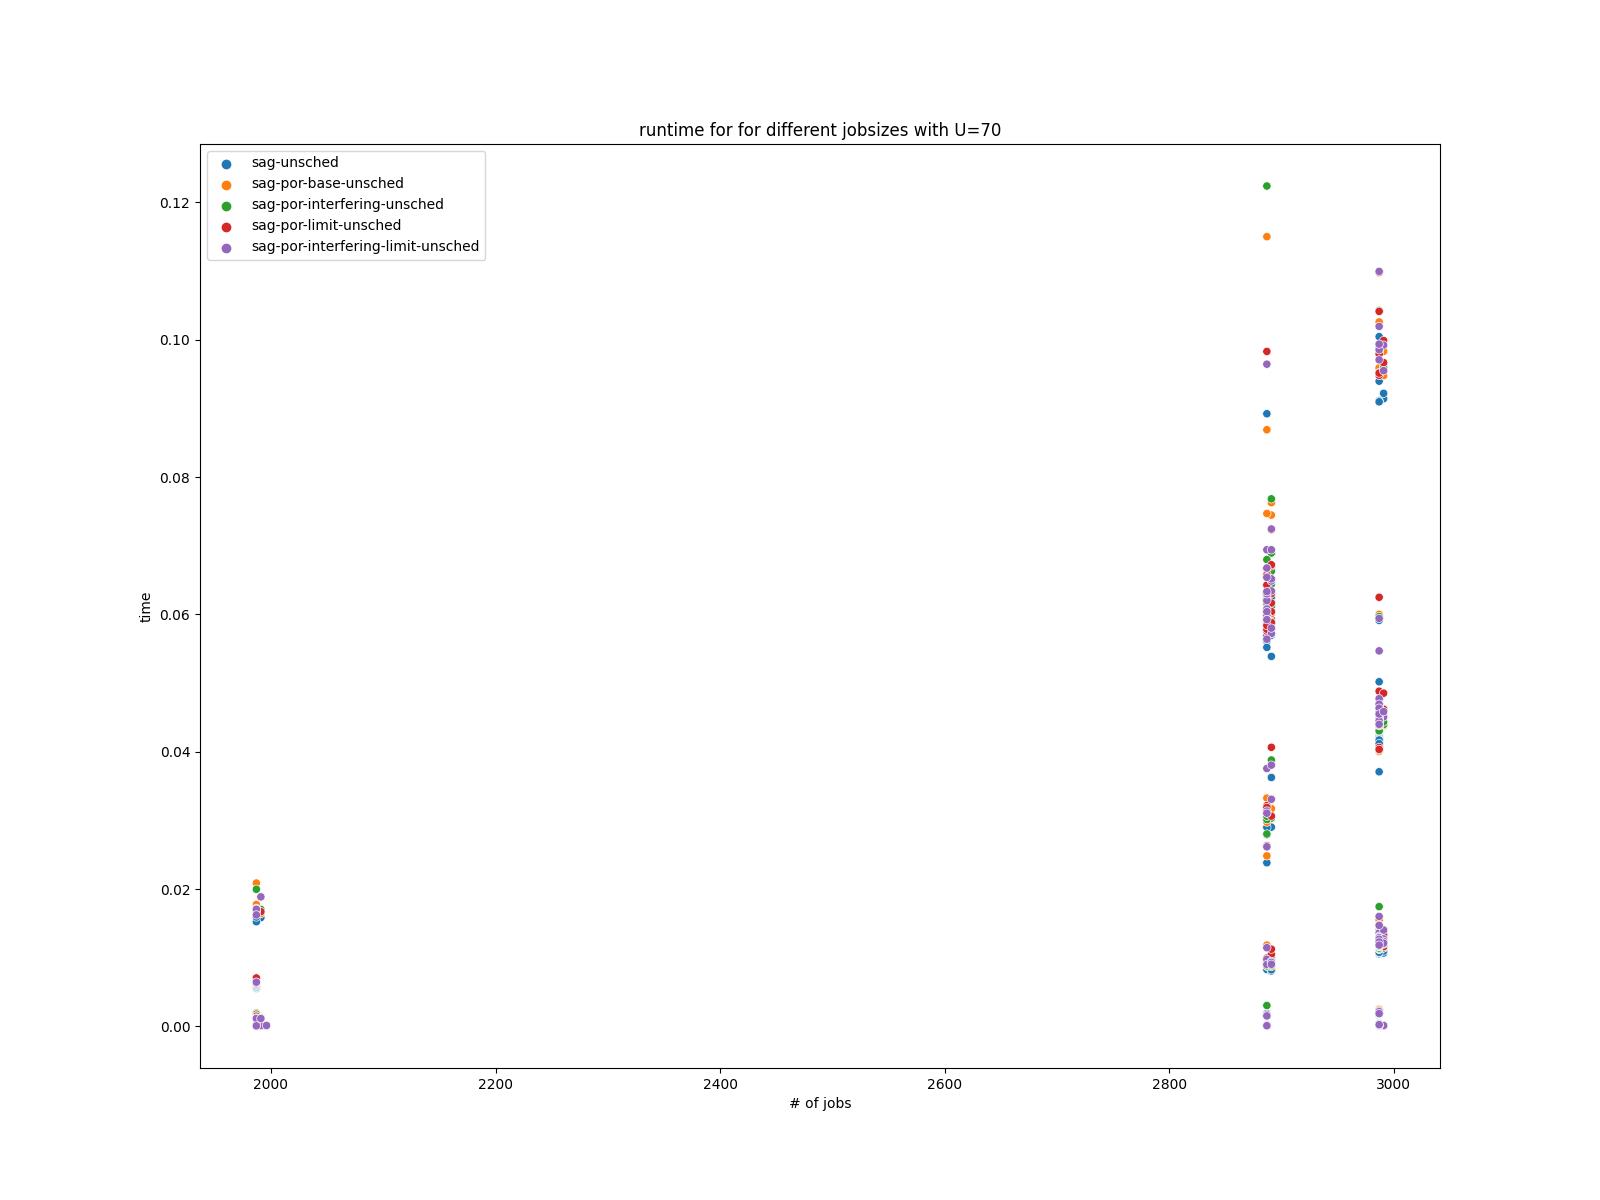 runtime for for different jobsizes with U=70
sag-unsched
sag-por-base-unsched
sag-por-interfering-unsched
sag-por-limit-unsched
sag-por-interfering-limit-unsched
0.12
0.10
0.08
0.06
0.04
0.02
0.00
time
2000 2200 2400 2600 2800 3000
# of jobs